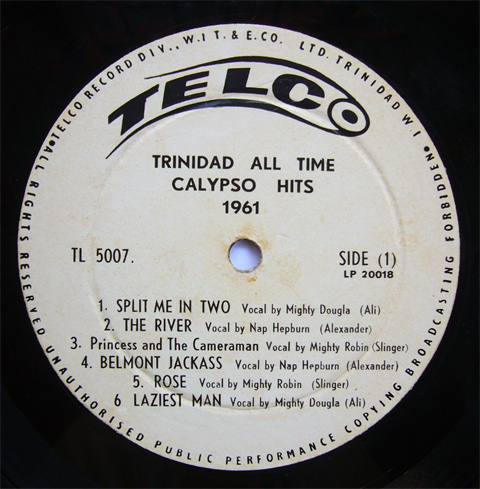 TELCO RECORD DIV., W.I.T. & E.CO. LTD. TRINIDAD W I
TELCO
TRINIDAD ALL TIME
CALYPSO HITS
1961
TL 5007.
SIDE (1)
LP 20018
1. SPLIT ME IN TWO Vocal by Mighty Dougla (Ali)
2. THE RIVER Vocal by Nap Hepburn (Alexander)
3. Princess and The Cameraman Vocal by Mighty Robin (Slinger)
4. BELMONT JACKASS Vocal by Nap Hepburn (Alexander)
5. ROSE Vocal by Mighty Robin (Slinger)
6 LAZIEST MAN Vocal by Mighty Dougla (Ali)
ALL RIGHTS RESERVED UNAUTHORISED PUBLIC PERFORMANCE COPYING BROADCASTING FORBIDDEN